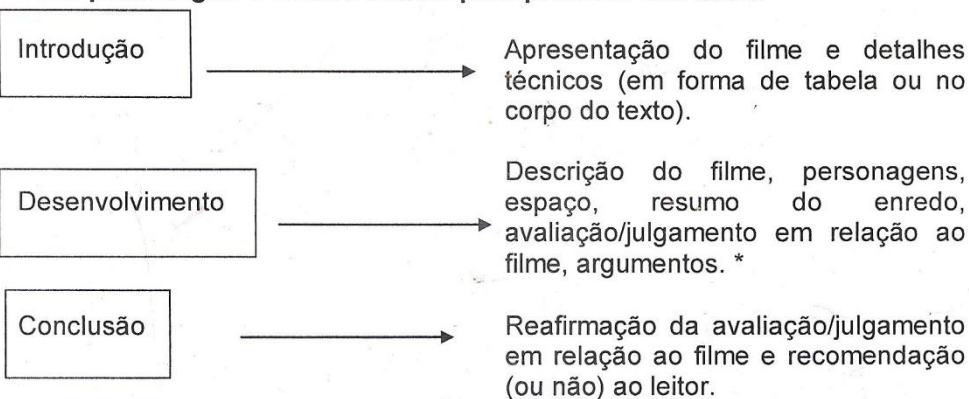 Introdução
Apresentação do filme e detalhes
técnicos (em forma de tabela ou no
corpo do texto).
Desenvolvimento
Descrição do filme, personagens,
espaço, resumo do enredo,
avaliação/julgamento em relação ao
filme, argumentos. *
Conclusão
Reafirmação da avaliação/julgamento
em relação ao filme e recomendação
(ou não) ao leitor.